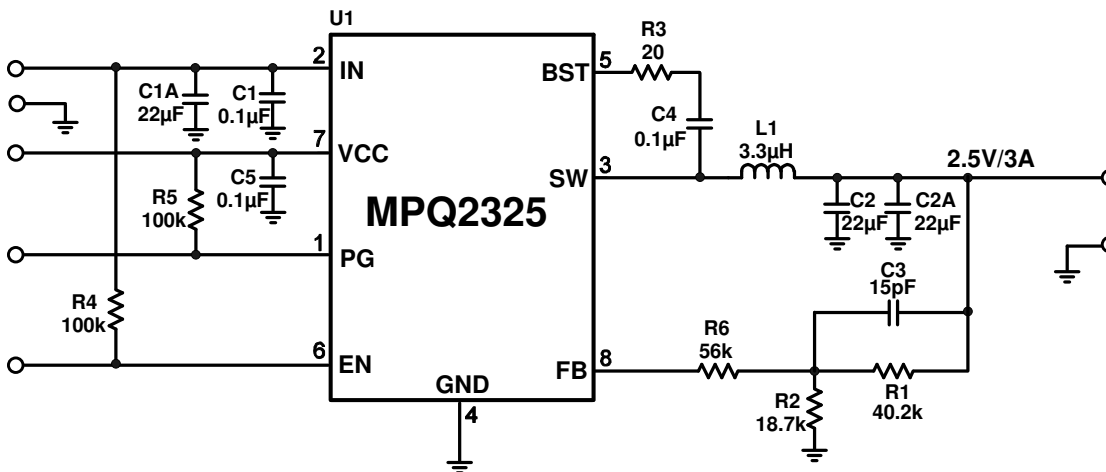 U1
MPQ2325
2
IN
7
VCC
1
PG
6
EN
GND
4
5
BST
3
SW
8
FB
C1A
22µF
C1
0.1µF
R5
100k
C5
0.1µF
R4
100k
R3
20
C4
0.1µF
L1
3.3µH
2.5V/3A
C2
22µF
C2A
22µF
C3
15pF
R6
56k
R2
18.7k
R1
40.2k